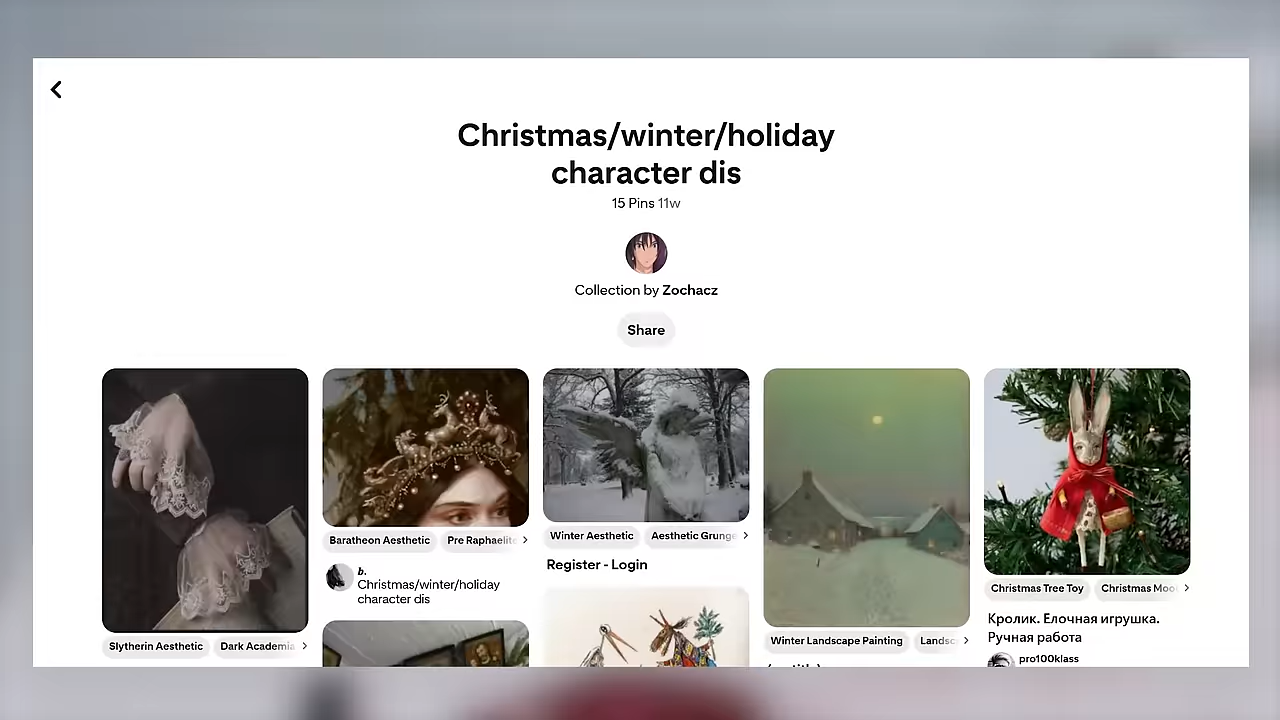 Christmas/winter/holiday
character dis
15 Pins 11w
Collection by Zochacz
Share
Slytherin Aesthetic
Dark Academia
Baratheon Aesthetic
Pre Raphaelite
b.
Christmas/winter/holiday
character dis
Winter Aesthetic
Aesthetic Grunge
Register - Login
Winter Landscape Painting
Landsc
Christmas Tree Toy
Christmas Moo
Кролик. Елочная игрушка.
Ручная работа
pro100klass